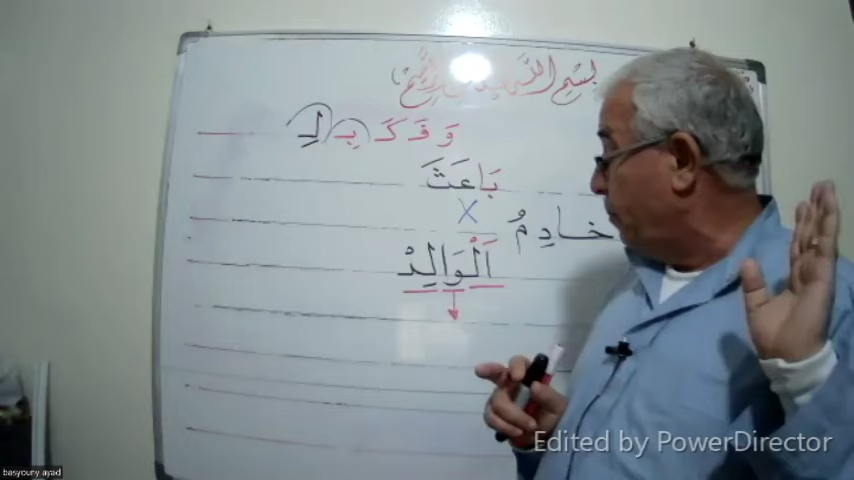 بسم الله الرحمن الرحيم
وَ فَ كَ بِ لِ
بَاعَثَ
X
خَادِمُ
اَلْوَالِدْ
Edited by PowerDirector
basyouny ayad